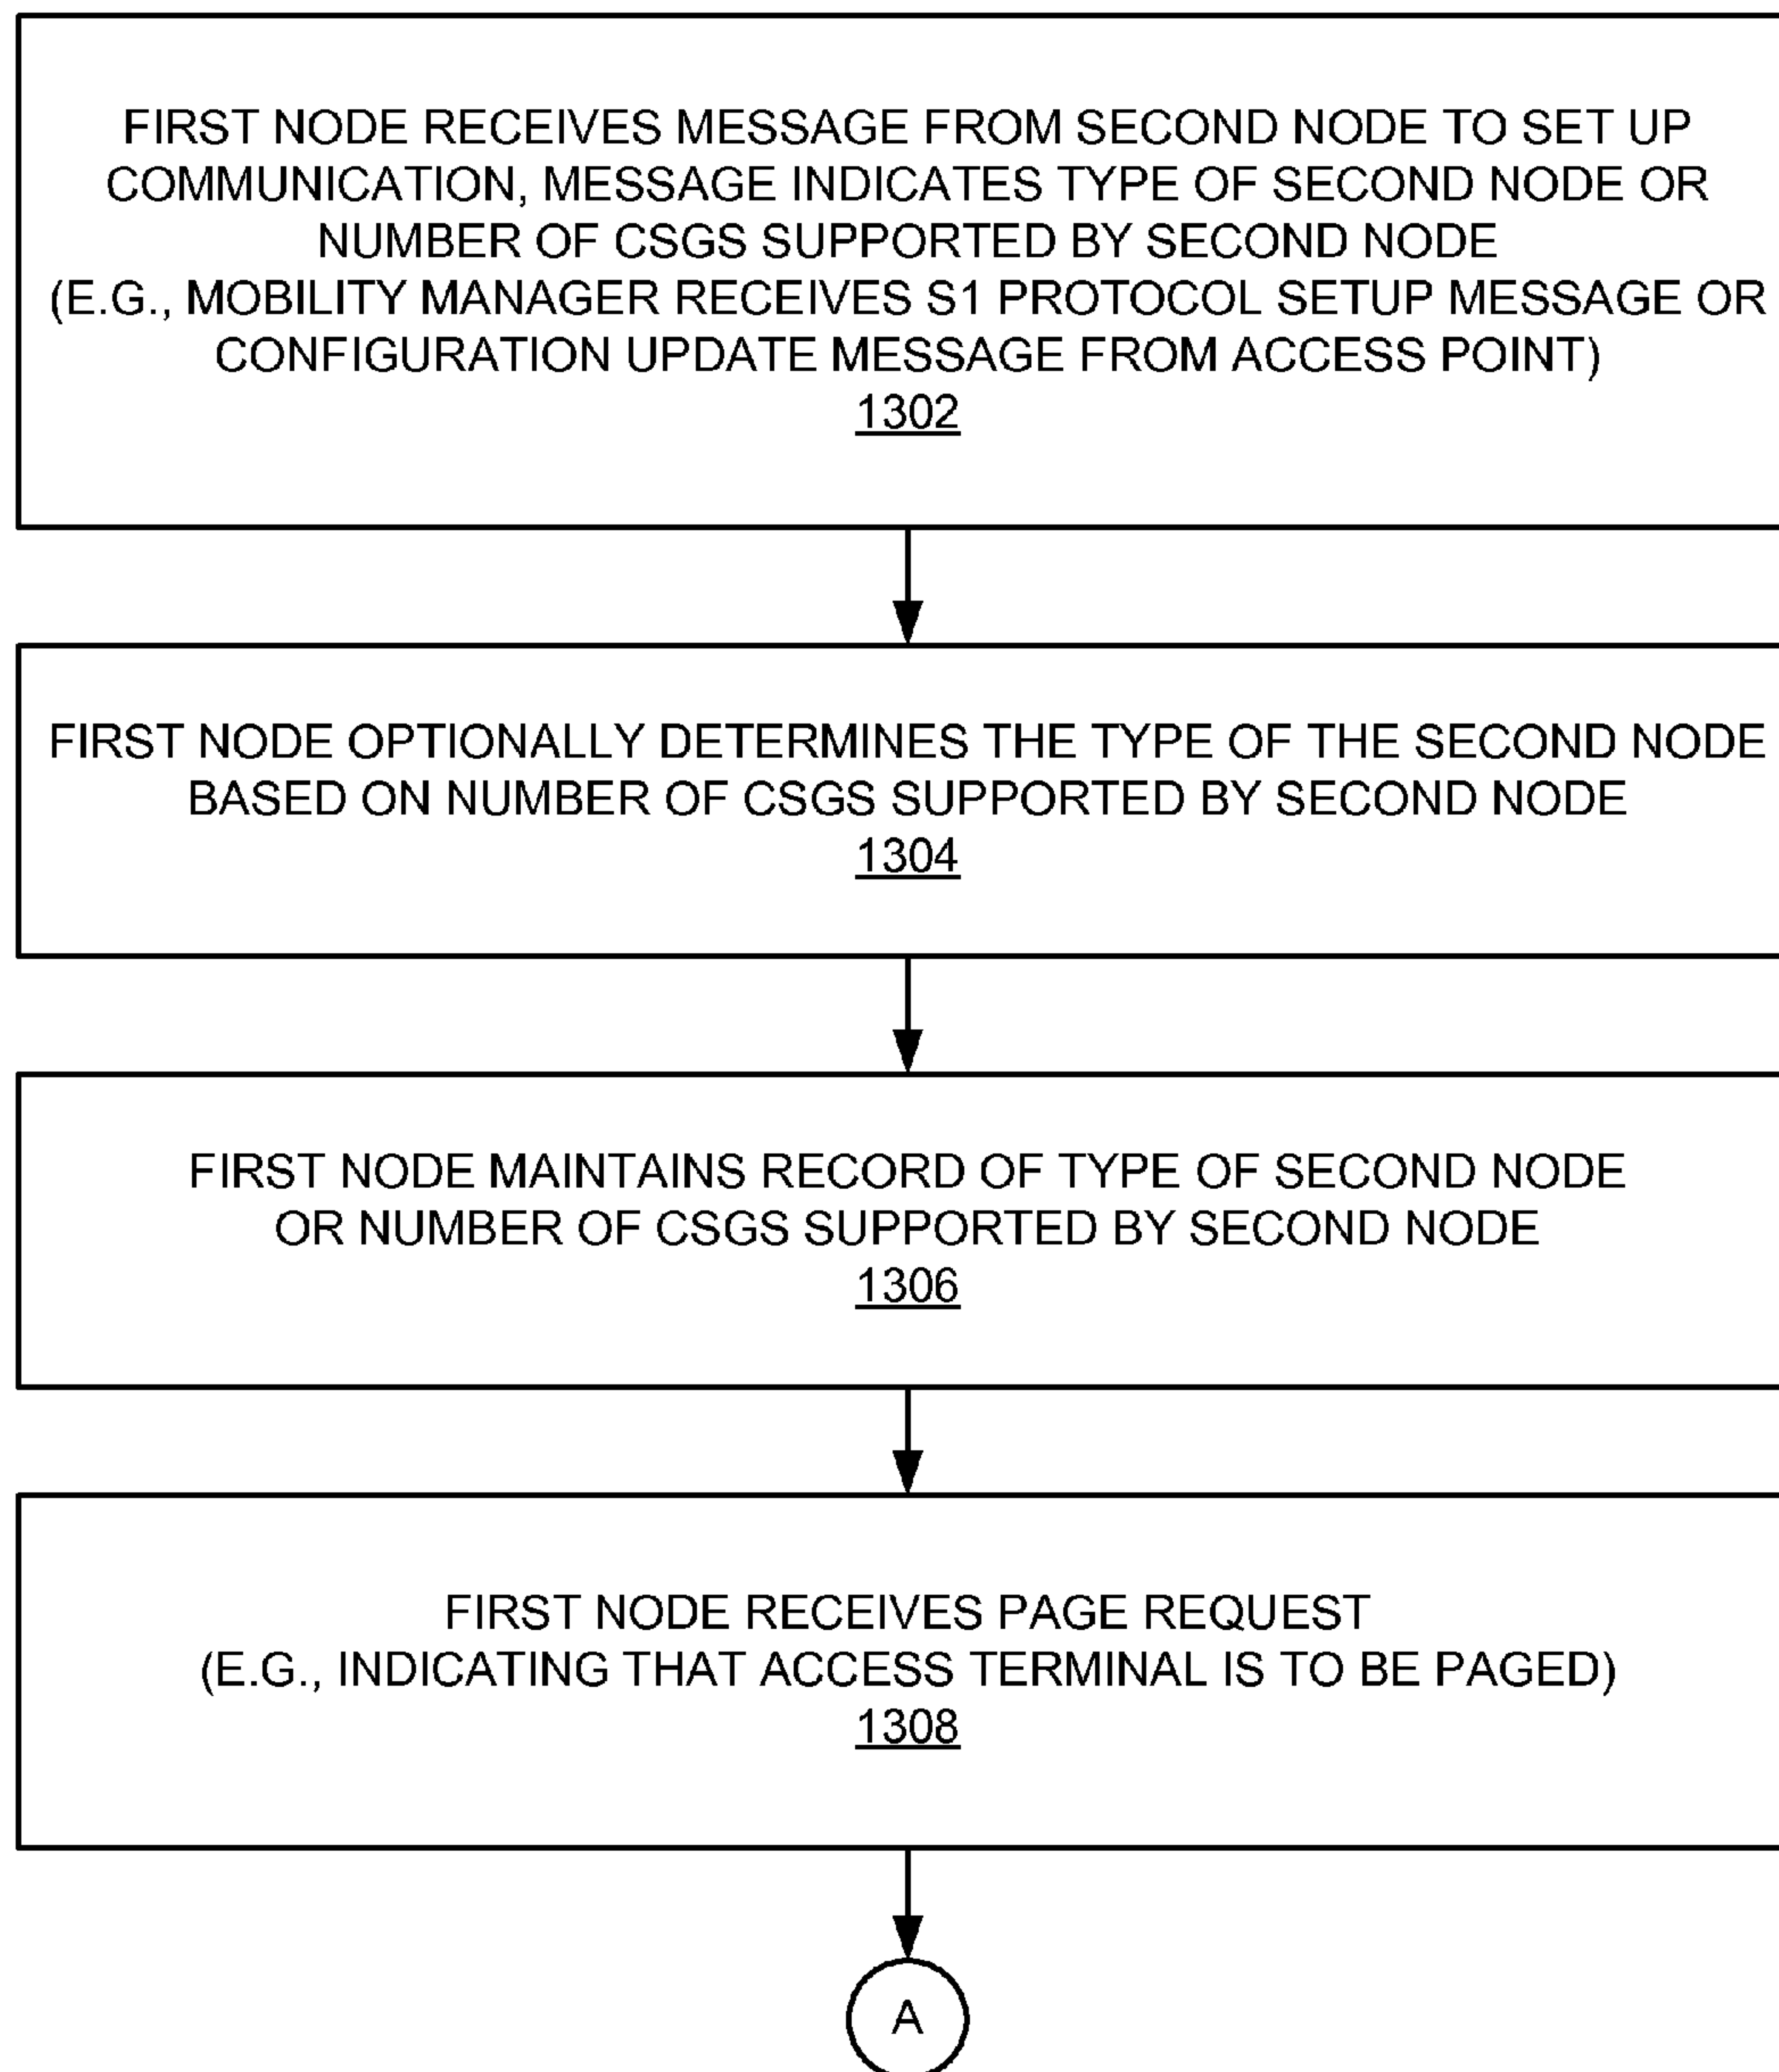 FIRST NODE RECEIVES MESSAGE FROM SECOND NODE TO SET UP
COMMUNICATION, MESSAGE INDICATES TYPE OF SECOND NODE OR
NUMBER OF CSGS SUPPORTED BY SECOND NODE
(E.G., MOBILITY MANAGER RECEIVES S1 PROTOCOL SETUP MESSAGE OR
CONFIGURATION UPDATE MESSAGE FROM ACCESS POINT)
1302
FIRST NODE OPTIONALLY DETERMINES THE TYPE OF THE SECOND NODE
BASED ON NUMBER OF CSGS SUPPORTED BY SECOND NODE
1304
FIRST NODE MAINTAINS RECORD OF TYPE OF SECOND NODE
OR NUMBER OF CSGS SUPPORTED BY SECOND NODE
1306
FIRST NODE RECEIVES PAGE REQUEST
(E.G., INDICATING THAT ACCESS TERMINAL IS TO BE PAGED)
1308
A